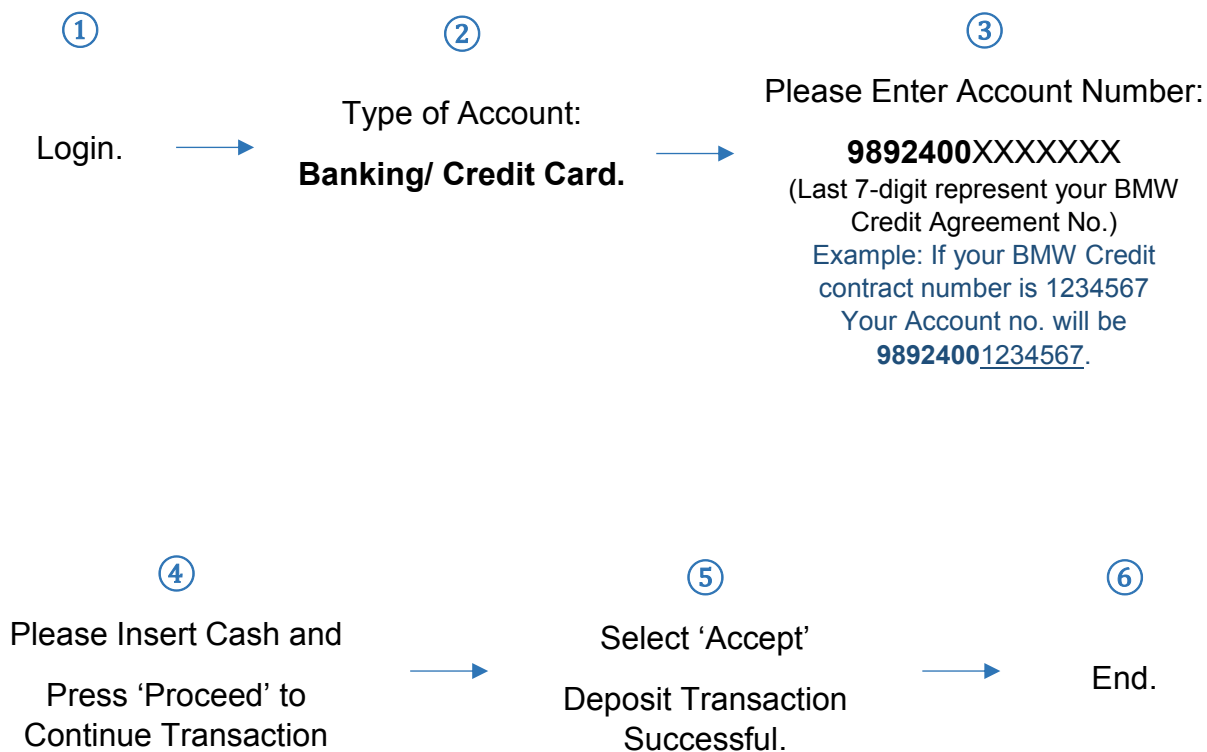 ①
Login.
②
Type of Account:
Banking/ Credit Card.
③
Please Enter Account Number:
9892400XXXXXXX
(Last 7-digit represent your BMW
Credit Agreement No.)
Example: If your BMW Credit
contract number is 1234567
Your Account no. will be
98924001234567.
④
Please Insert Cash and
Press ‘Proceed’ to
Continue Transaction
⑤
Select ‘Accept’
Deposit Transaction
Successful.
⑥
End.